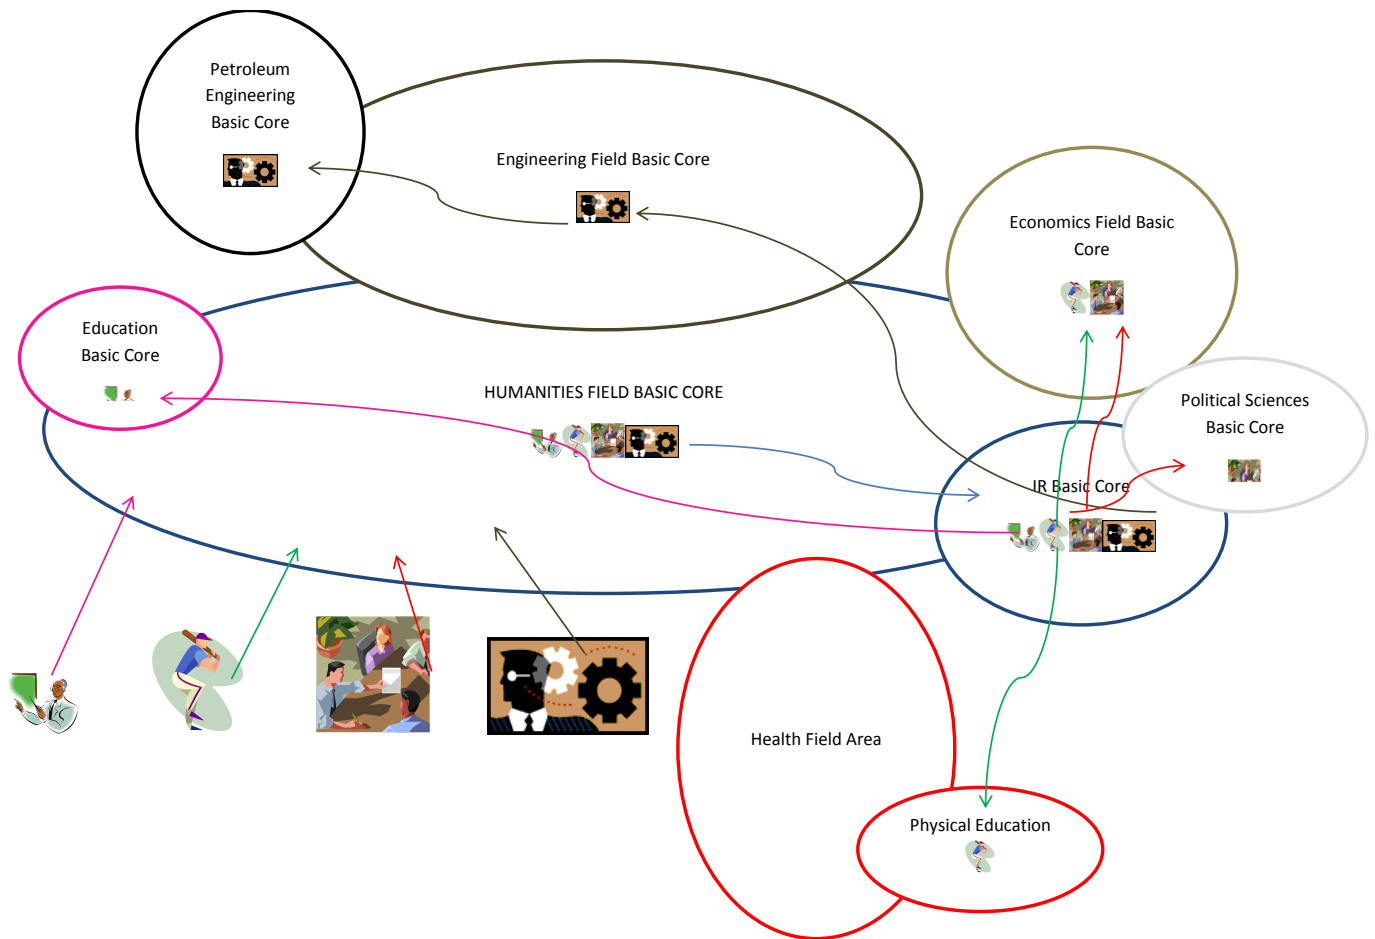 Petroleum
Engineering
Basic Core
Engineering Field Basic Core
Economics Field Basic
Core
Education
Basic Core
HUMANITIES FIELD BASIC CORE
Political Sciences
Basic Core
IR Basic Core
Health Field Area
Physical Education